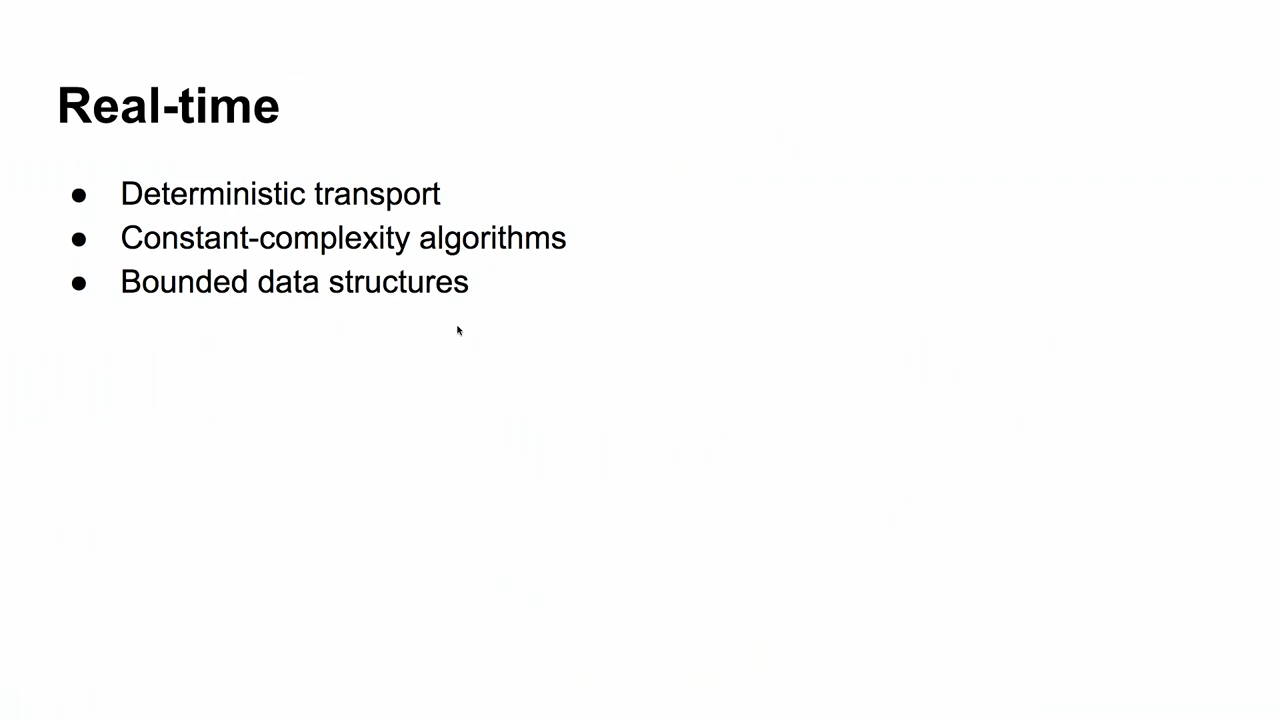 Real-time
● Deterministic transport
● Constant-complexity algorithms
● Bounded data structures